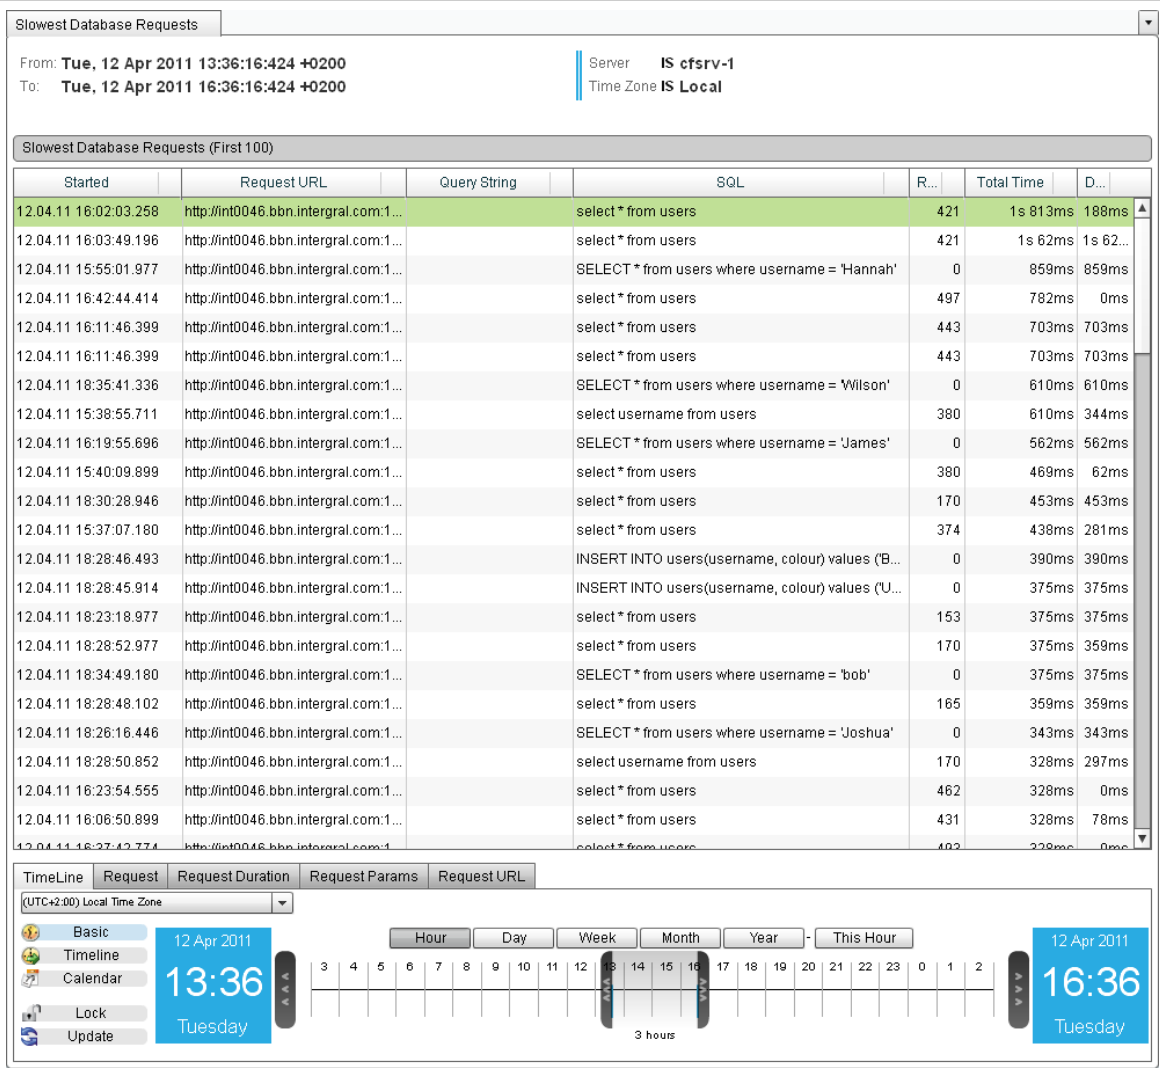 Slowest Database Requests
From: Tue, 12 Apr 2011 13:36:16:424 +0200
To: Tue, 12 Apr 2011 16:36:16:424 +0200
Server IS cfsrv-1
Time Zone IS Local
Slowest Database Requests (First 100)
Started Request URL Query String SQL R... Total Time D...
12.04.11 16:02:03.258 http://int0046.bbn.intergral.com:1... select * from users 421 1s 813ms 188ms
12.04.11 16:03:49.196 http://int0046.bbn.intergral.com:1... select * from users 421 1s 62ms 1s 62...
12.04.11 15:55:01.977 http://int0046.bbn.intergral.com:1... SELECT * from users where username = 'Hannah' 0 859ms 859ms
12.04.11 16:42:44.414 http://int0046.bbn.intergral.com:1... select * from users 497 782ms 0ms
12.04.11 16:11:46.399 http://int0046.bbn.intergral.com:1... select * from users 443 703ms 703ms
12.04.11 16:11:46.399 http://int0046.bbn.intergral.com:1... select * from users 443 703ms 703ms
12.04.11 18:35:41.336 http://int0046.bbn.intergral.com:1... SELECT * from users where username = 'Wilson' 0 610ms 610ms
12.04.11 15:38:55.711 http://int0046.bbn.intergral.com:1... select username from users 380 610ms 344ms
12.04.11 16:19:55.696 http://int0046.bbn.intergral.com:1... SELECT * from users where username = 'James' 0 562ms 562ms
12.04.11 15:40:09.899 http://int0046.bbn.intergral.com:1... select * from users 380 469ms 62ms
12.04.11 18:30:28.946 http://int0046.bbn.intergral.com:1... select * from users 170 453ms 453ms
12.04.11 15:37:07.180 http://int0046.bbn.intergral.com:1... select * from users 374 438ms 281ms
12.04.11 18:28:46.493 http://int0046.bbn.intergral.com:1... INSERT INTO users(username, colour) values ('B... 0 390ms 390ms
12.04.11 18:28:45.914 http://int0046.bbn.intergral.com:1... INSERT INTO users(username, colour) values ('U... 0 375ms 375ms
12.04.11 18:23:18.977 http://int0046.bbn.intergral.com:1... select * from users 153 375ms 375ms
12.04.11 18:28:52.977 http://int0046.bbn.intergral.com:1... select * from users 170 375ms 359ms
12.04.11 18:34:49.180 http://int0046.bbn.intergral.com:1... SELECT * from users where username = 'bob' 0 375ms 375ms
12.04.11 18:28:48.102 http://int0046.bbn.intergral.com:1... select * from users 165 359ms 359ms
12.04.11 18:26:16.446 http://int0046.bbn.intergral.com:1... SELECT * from users where username = 'Joshua' 0 343ms 343ms
12.04.11 18:28:50.852 http://int0046.bbn.intergral.com:1... select username from users 170 328ms 297ms
12.04.11 16:23:54.555 http://int0046.bbn.intergral.com:1... select * from users 462 328ms 0ms
12.04.11 16:06:50.899 http://int0046.bbn.intergral.com:1... select * from users 431 328ms 78ms
12.04.11 16:37:42.774 http://int0046.bbn.intergral.com:1... select * from users 493 328ms 0ms
TimeLine Request Request Duration Request Params Request URL
(UTC+2:00) Local Time Zone
Basic
Timeline
Calendar
Lock
Update
12 Apr 2011
13:36
Tuesday
Hour Day Week Month Year - This Hour
3 4 5 6 7 8 9 10 11 12 13 14 15 16 17 18 19 20 21 22 23 0 1 2
3 hours
12 Apr 2011
16:36
Tuesday